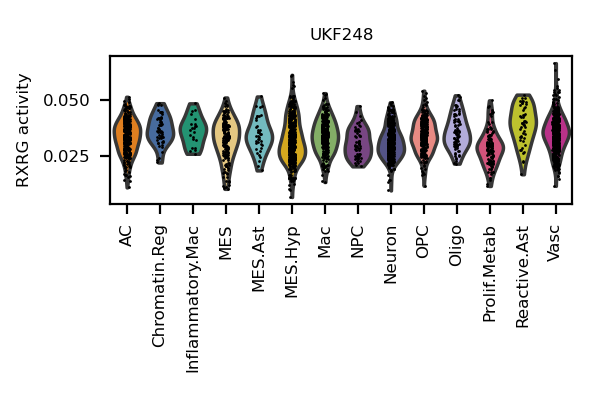 UKF248
RXRG activity
0.050
0.025
AC
Chromatin.Reg
Inflammatory.Mac
MES
MES.Ast
MES.Hyp
Mac
NPC
Neuron
OPC
Oligo
Prolif.Metab
Reactive.Ast
Vasc